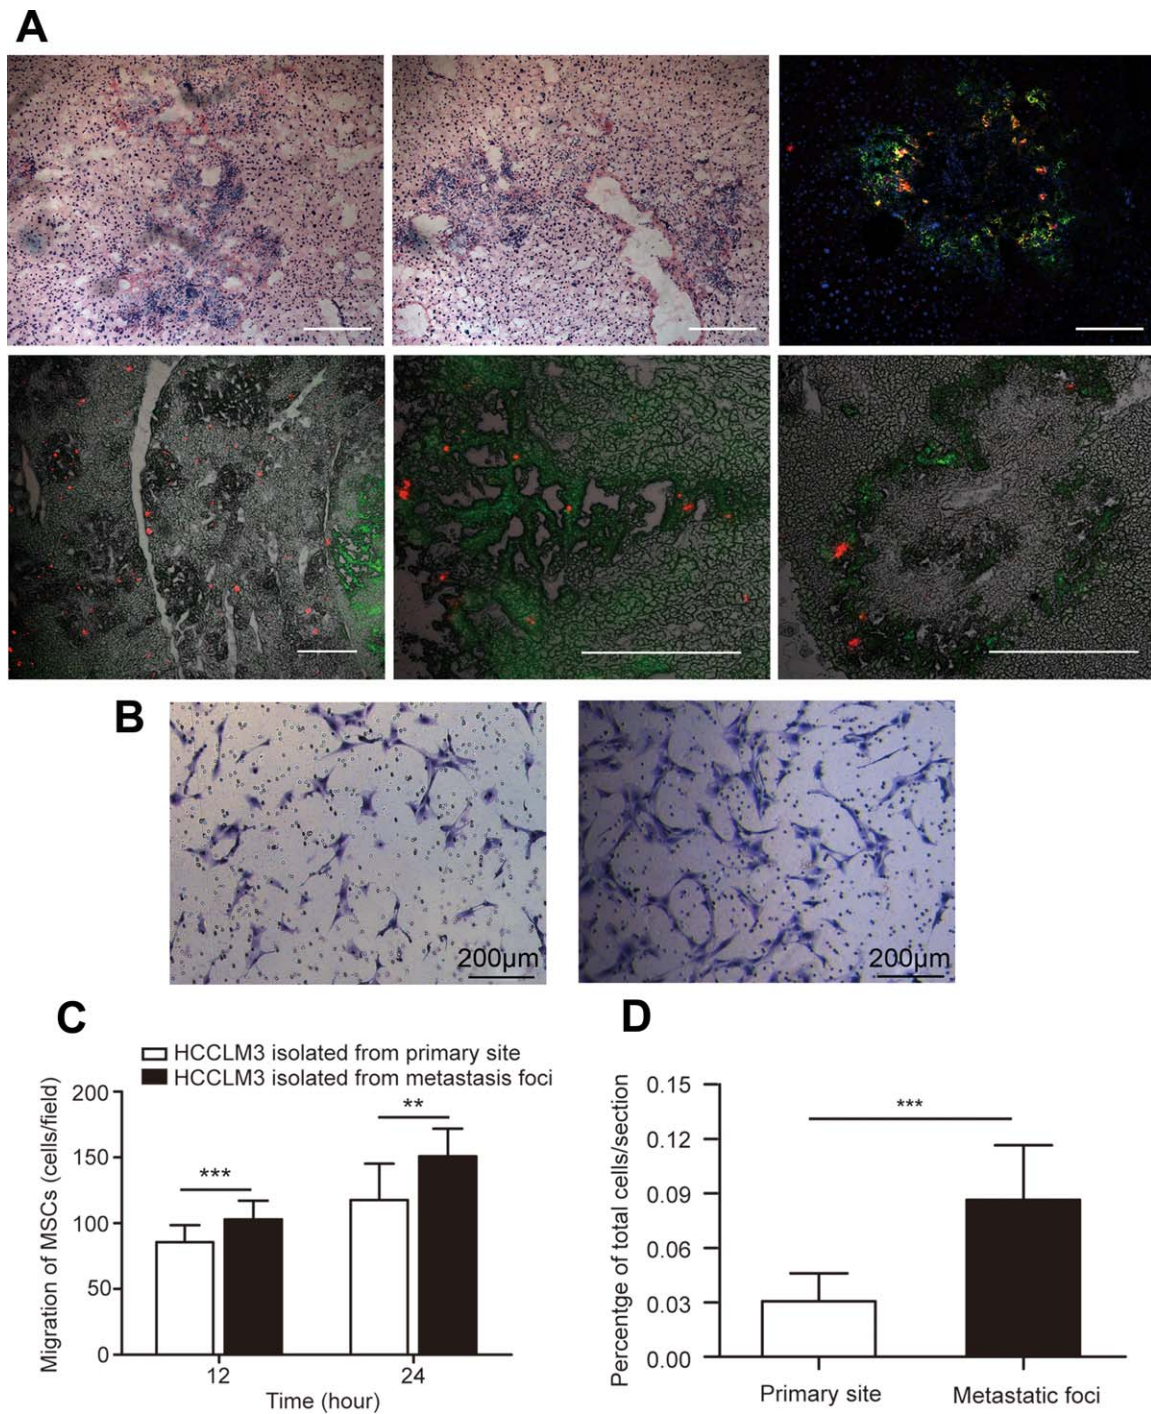 A
B
200µm
200µm
C
D
HCCLM3 isolated from primary site
HCCLM3 isolated from metastasis foci
Migration of MSCs (cells/field)
200
150
100
50
0
***
**
12
24
Time (hour)
Percentge of total cells/section
0.15
0.12
0.09
0.06
0.03
0.00
***
Primary site
Metastatic foci